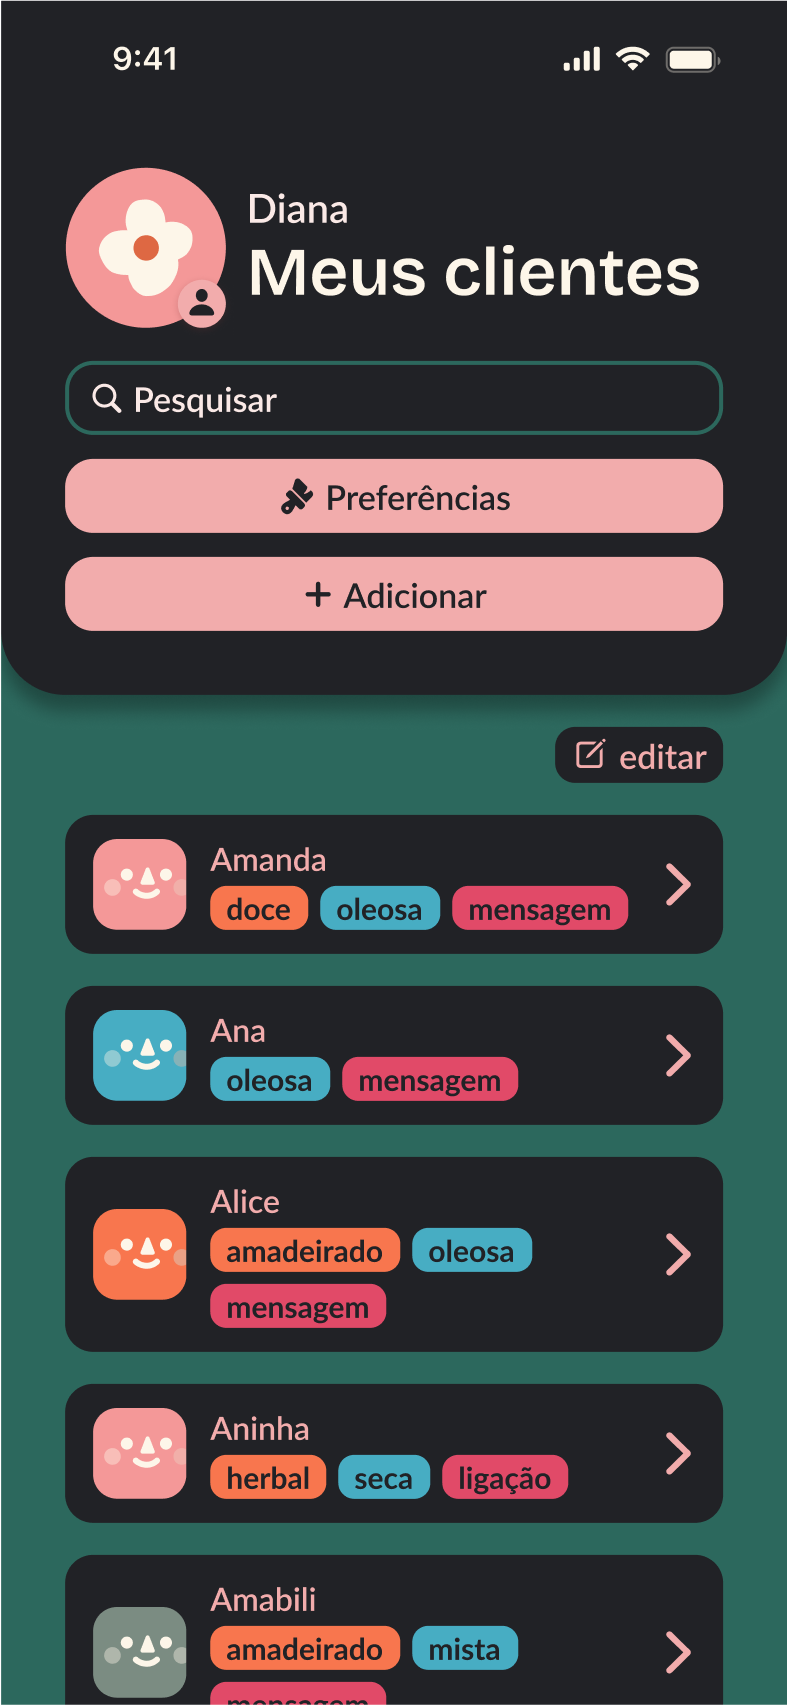 9:41
Diana
Meus clientes
Pesquisar
Preferências
+ Adicionar
editar
Amanda
doce oleosa mensagem
Ana
oleosa mensagem
Alice
amadeirado oleosa
mensagem
Aninha
herbal seca ligação
Amabili
amadeirado mista
mensagem